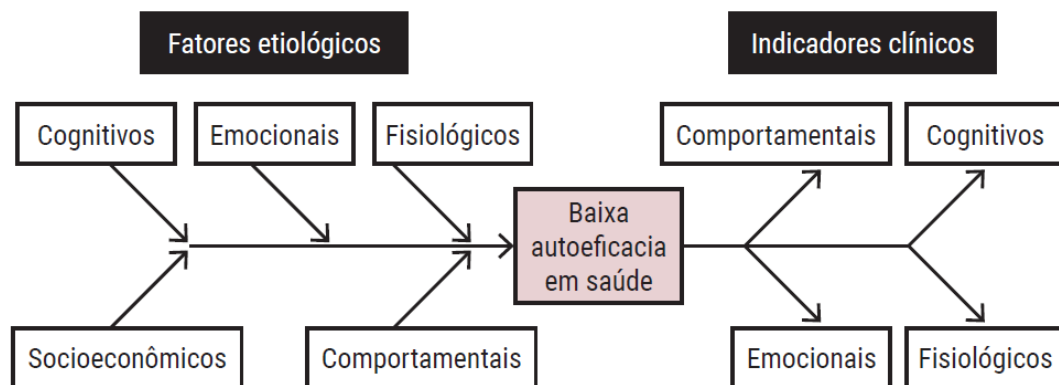 Fatores etiológicos
Indicadores clínicos
Cognitivos
Emocionais
Fisiológicos
Comportamentais
Cognitivos
Baixa
autoeficacia
em saúde
Socioeconômicos
Comportamentais
Emocionais
Fisiológicos